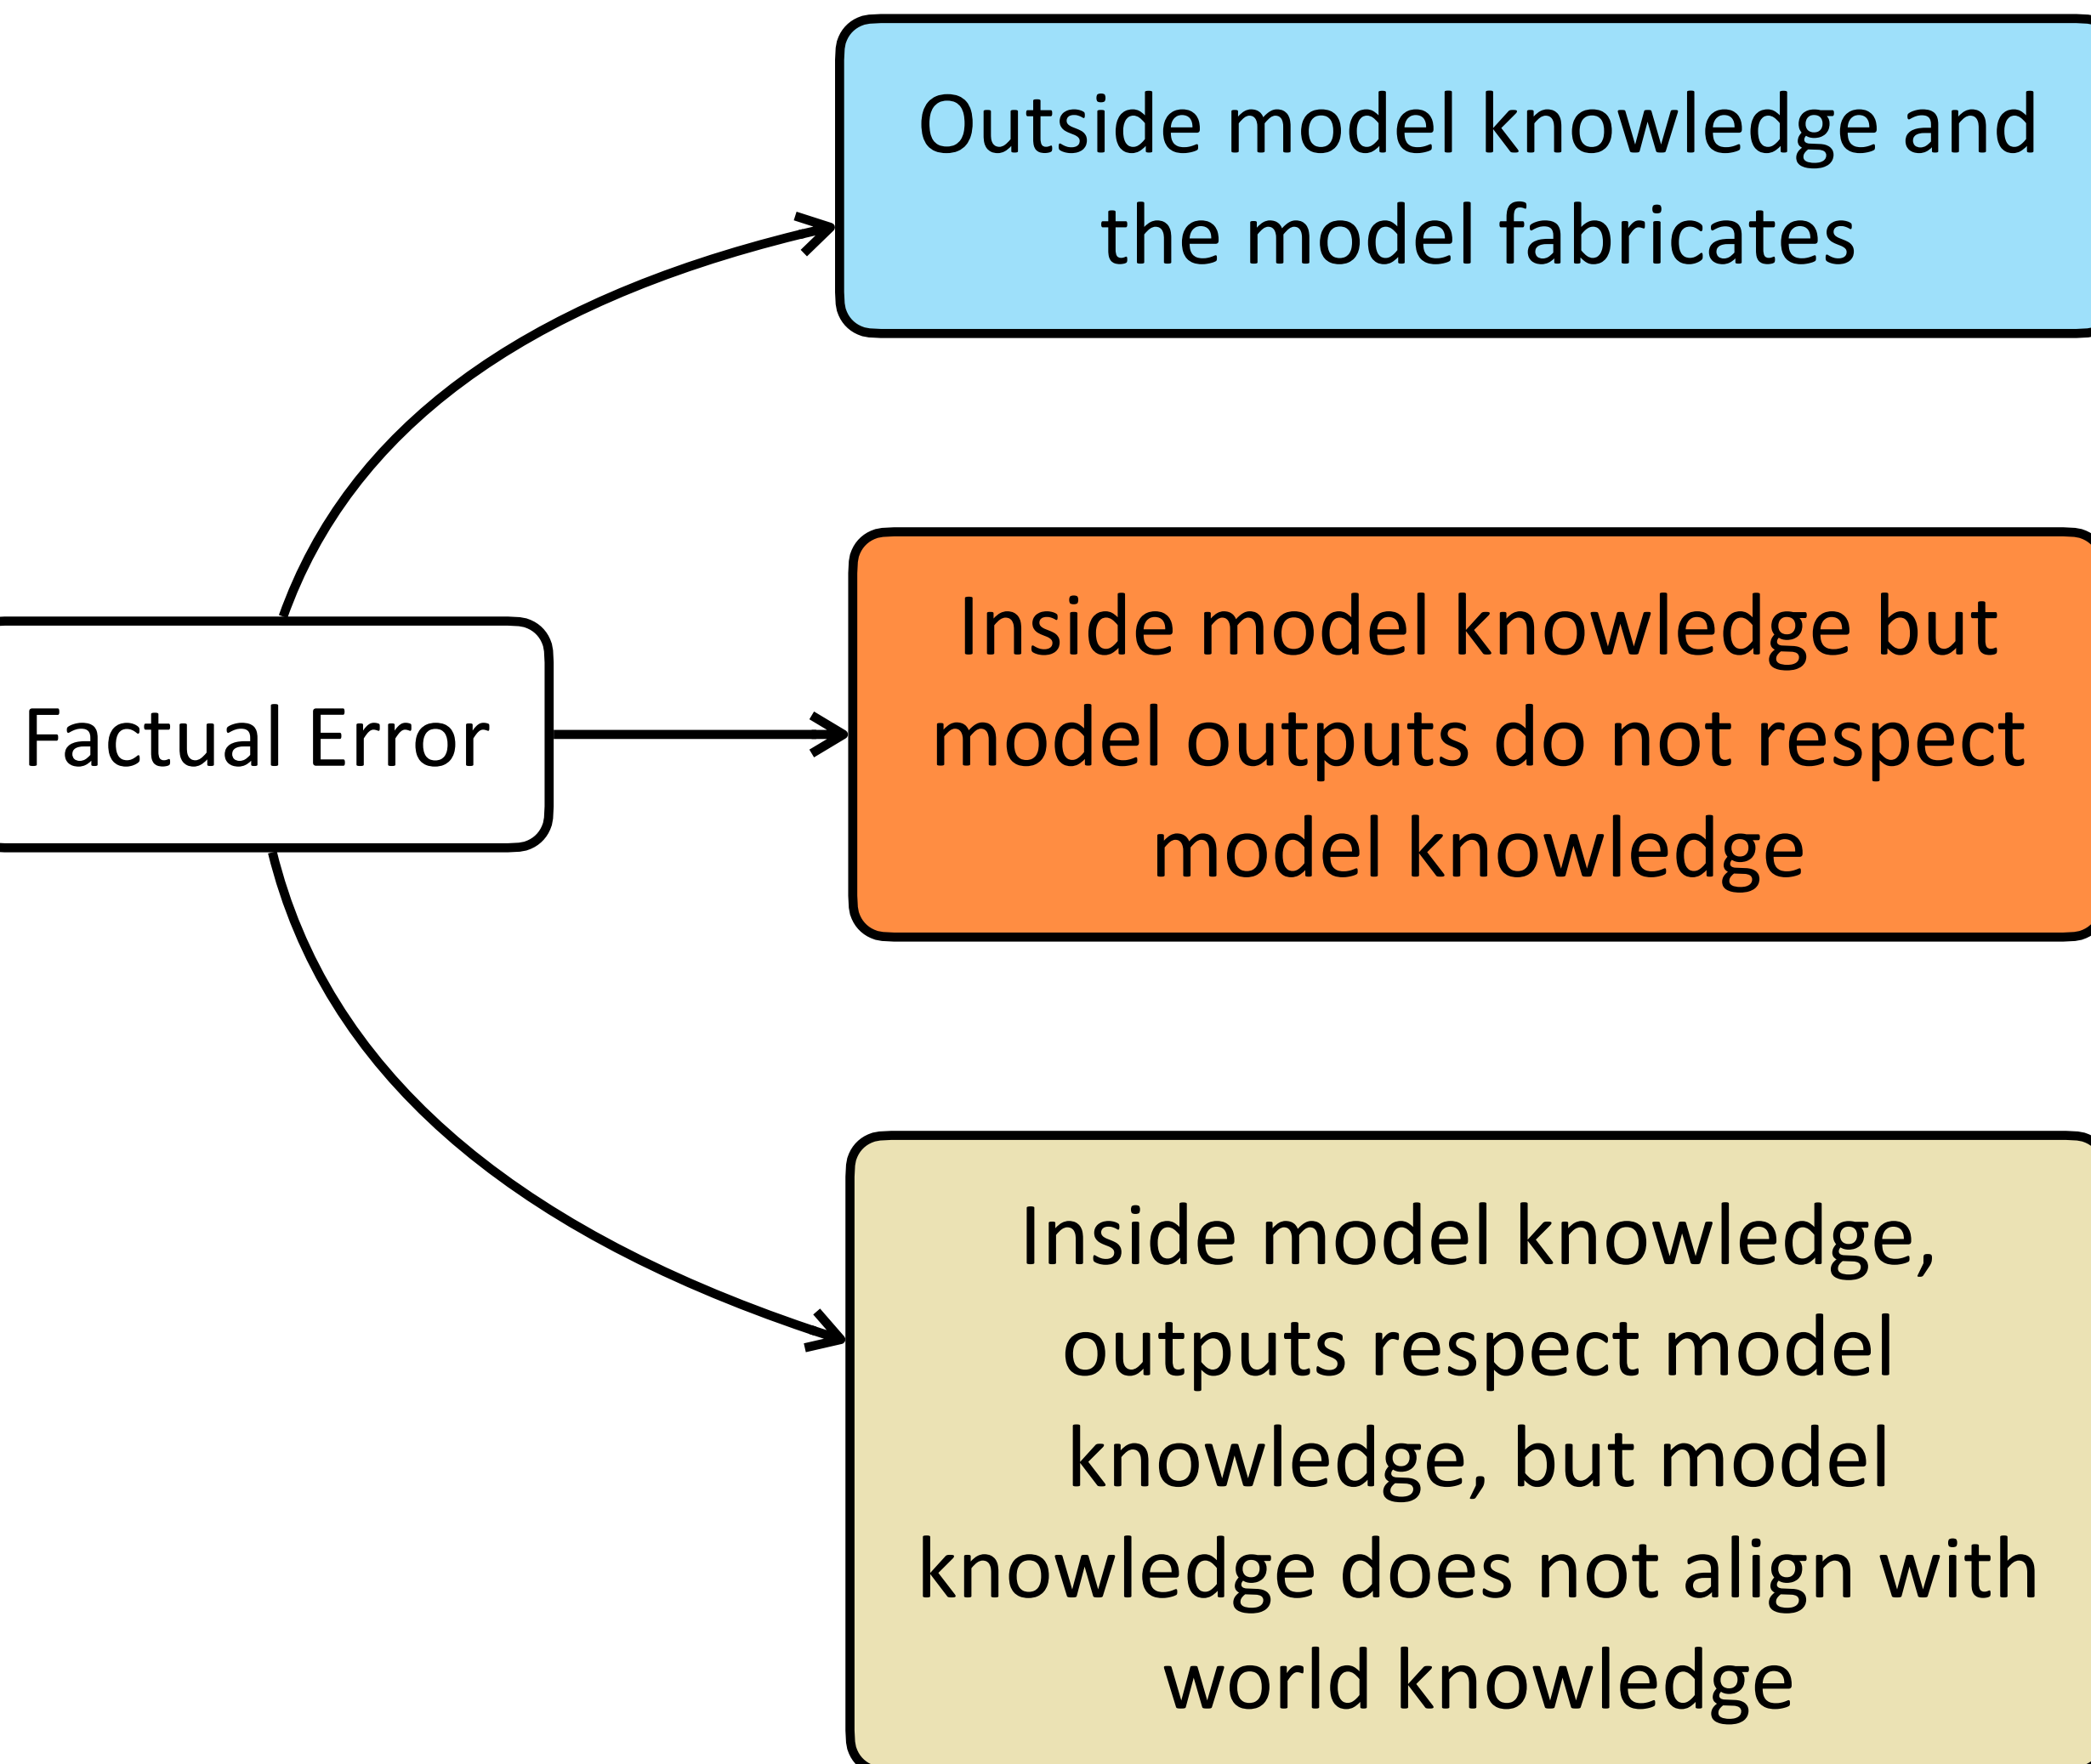 Outside model knowledge and
the model fabricates
Factual Error
Inside model knowledge but
model outputs do not respect
model knowledge
Inside model knowledge,
outputs respect model
knowledge, but model
knowledge does not align with
world knowledge